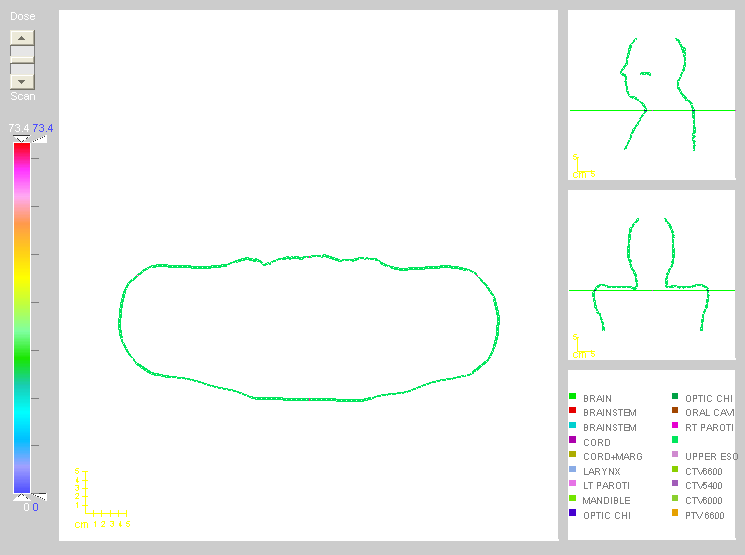 Dose
Scan
73.4 73.4
0 0
5
4
3
2
1
cm 1 2 3 4 5
5
cm 5
5
cm 5
BRAIN
BRAINSTEM
BRAINSTEM
CORD
CORD+MARG
LARYNX
LT PAROTI
MANDIBLE
OPTIC CHI
OPTIC CHI
ORAL CAVI
RT PAROTI
UPPER ESO
CTV6600
CTV5400
CTV6000
PTV6600